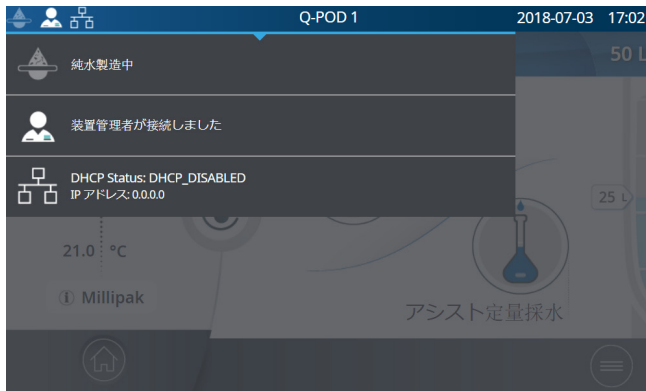 Q-POD 1
2018-07-03 17:02
50 L
純水製造中
装置管理者が接続しました
DHCP Status: DHCP_DISABLED
IP アドレス: 0.0.0.0
25 L
21.0 °C
Millipak
アシスト定量採水